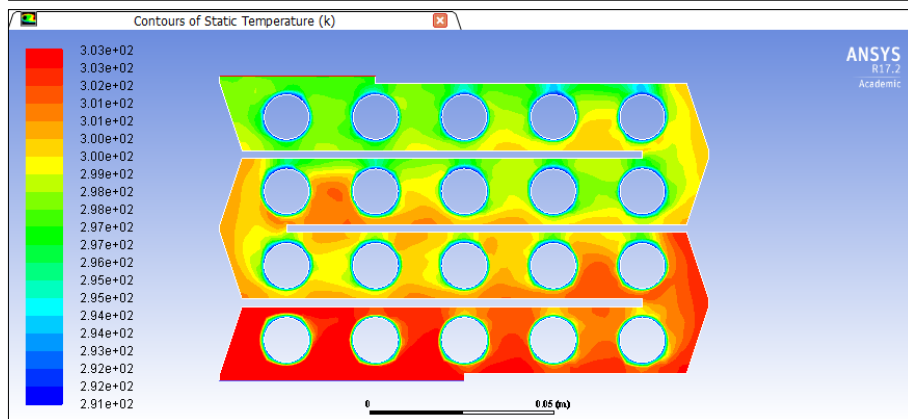 Contours of Static Temperature (k)
ANSYS
R17.2
Academic
3.03e+02
3.03e+02
3.02e+02
3.01e+02
3.01e+02
3.00e+02
3.00e+02
2.99e+02
2.98e+02
2.98e+02
2.97e+02
2.97e+02
2.96e+02
2.95e+02
2.95e+02
2.94e+02
2.94e+02
2.93e+02
2.92e+02
2.92e+02
2.91e+02
0
0.05 (m)